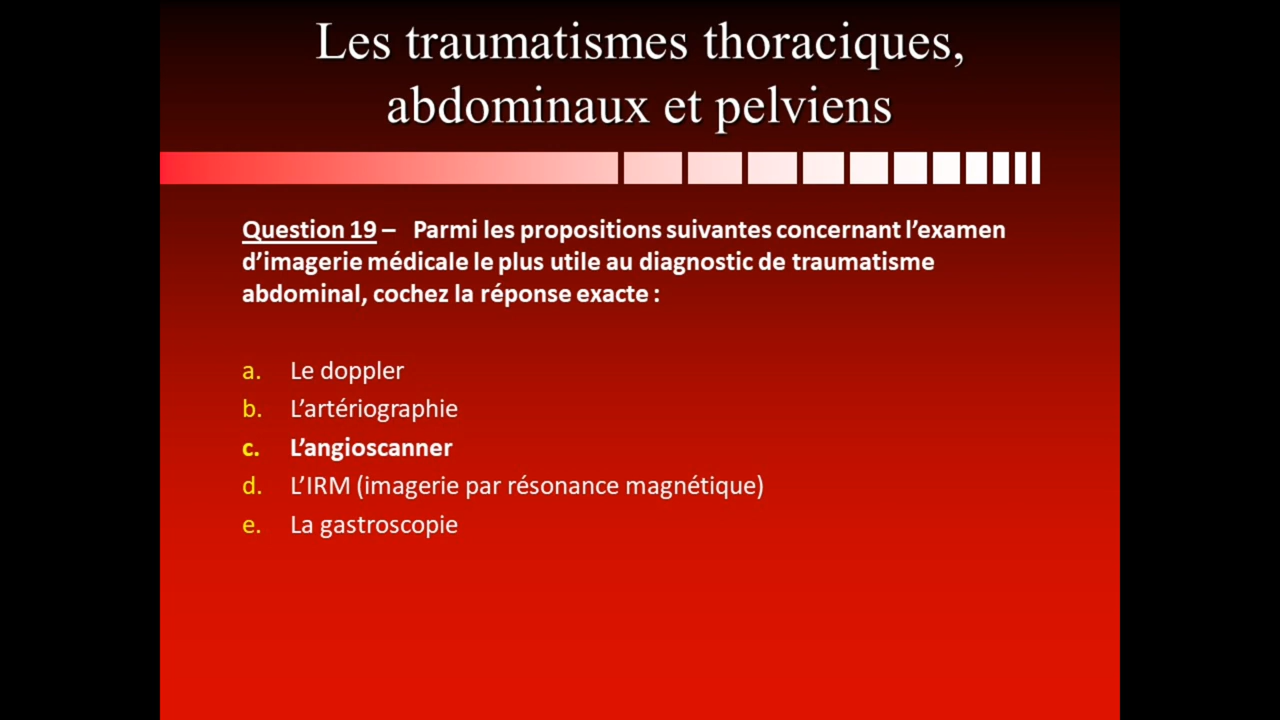 Les traumatismes thoraciques,
abdominaux et pelviens
Question 19 – Parmi les propositions suivantes concernant l’examen
d’imagerie médicale le plus utile au diagnostic de traumatisme
abdominal, cochez la réponse exacte :
a. Le doppler
b. L’artériographie
c. L’angioscanner
d. L’IRM (imagerie par résonance magnétique)
e. La gastroscopie